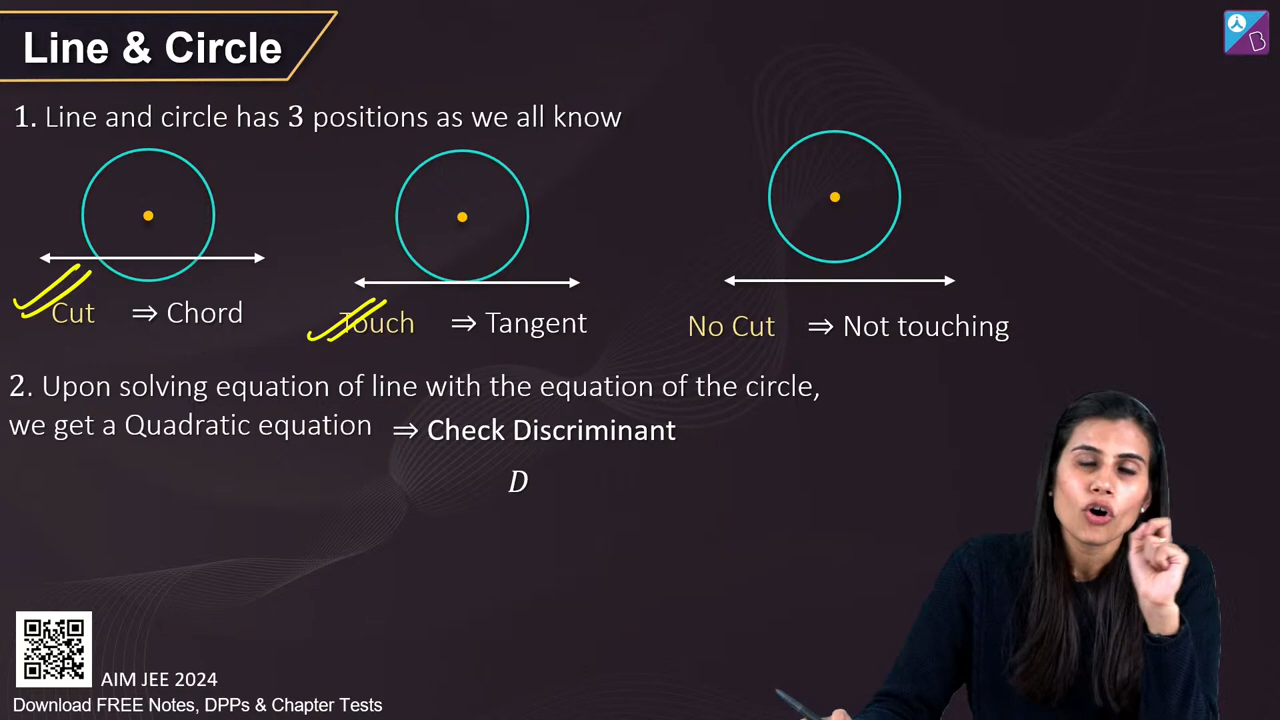 Line & Circle
1. Line and circle has 3 positions as we all know
Cut ⇒ Chord
Touch ⇒ Tangent
No Cut ⇒ Not touching
2. Upon solving equation of line with the equation of the circle,
we get a Quadratic equation ⇒ Check Discriminant
D
AIM JEE 2024
Download FREE Notes, DPPs & Chapter Tests
B